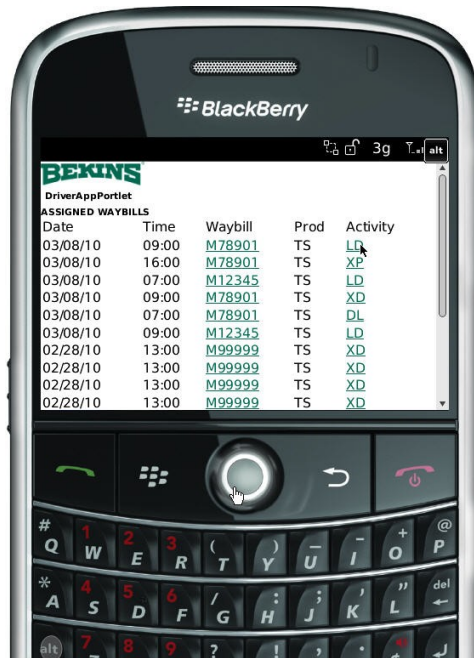 BlackBerry
3g alt
BEKINS
DriverAppPortlet
ASSIGNED WAYBILLS
Date Time Waybill Prod Activity
03/08/10 09:00 M78901 TS LD
03/08/10 16:00 M78901 TS XP
03/08/10 07:00 M12345 TS LD
03/08/10 09:00 M78901 TS XD
03/08/10 07:00 M78901 TS DL
03/08/10 09:00 M12345 TS LD
02/28/10 13:00 M99999 TS XD
02/28/10 13:00 M99999 TS XD
02/28/10 13:00 M99999 TS XD
02/28/10 13:00 M99999 TS XD
# 1 2 3 ( ) _ - + @
Q W E R T Y U I O P
* 4 5 6 / : ; ' " del
A S D F G H J K L
alt 7 8 9 ? ! , .